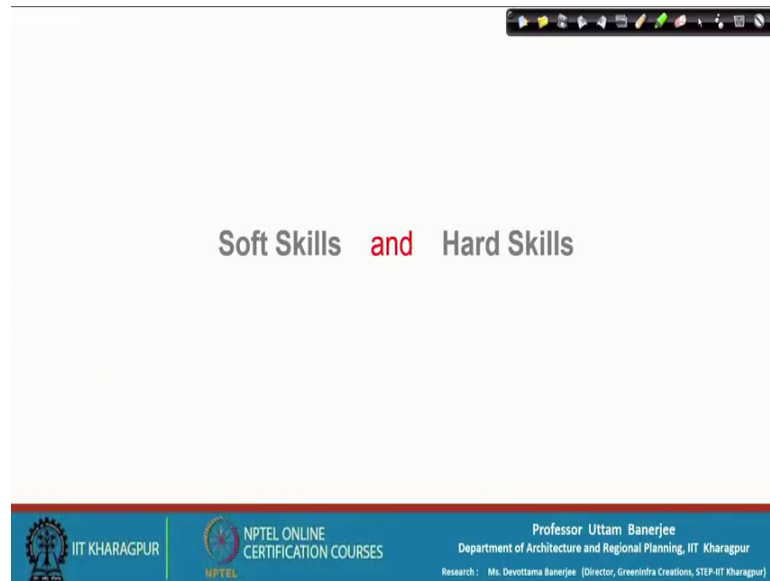 Soft Skills and Hard Skills
IIT KHARAGPUR
NPTEL
NPTEL ONLINE
CERTIFICATION COURSES
Professor Uttam Banerjee
Department of Architecture and Regional Planning, IIT Kharagpur
Research : Ms. Devottama Banerjee (Director, GreenInfra Creations, STEP-IIT Kharagpur)